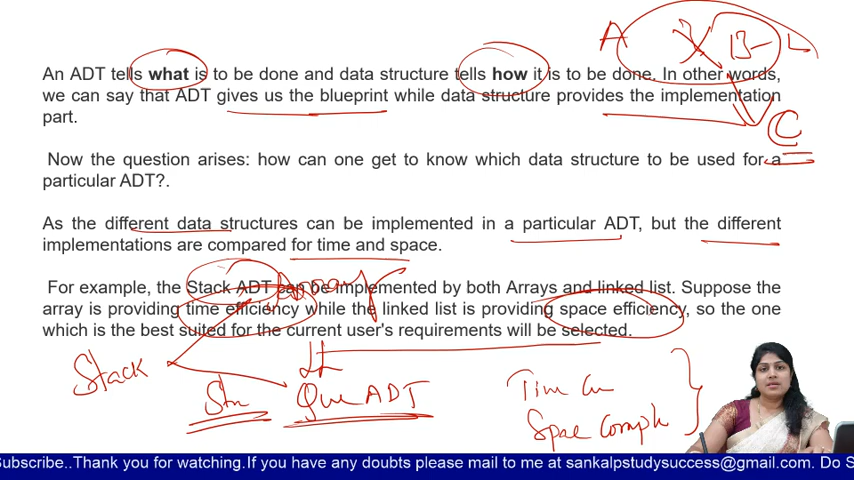 A B-L
C
An ADT tells what is to be done and data structure tells how it is to be done. In other words,
we can say that ADT gives us the blueprint while data structure provides the implementation
part.
Now the question arises: how can one get to know which data structure to be used for a
particular ADT?.
As the different data structures can be implemented in a particular ADT, but the different
implementations are compared for time and space.
For example, the Stack ADT can be implemented by both Arrays and linked list. Suppose the
array is providing time efficiency while the linked list is providing space efficiency, so the one
which is the best suited for the current user's requirements will be selected.
Stack
Que ADT
Subscribe..Thank you for watching.If you have any doubts please mail to me at sankalpstudysuccess@gmail.com. Do S